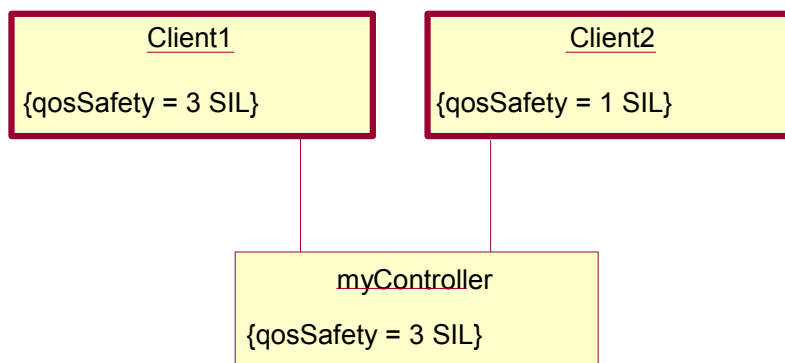 Client1
{qosSafety = 3 SIL}
Client2
{qosSafety = 1 SIL}
myController
{qosSafety = 3 SIL}